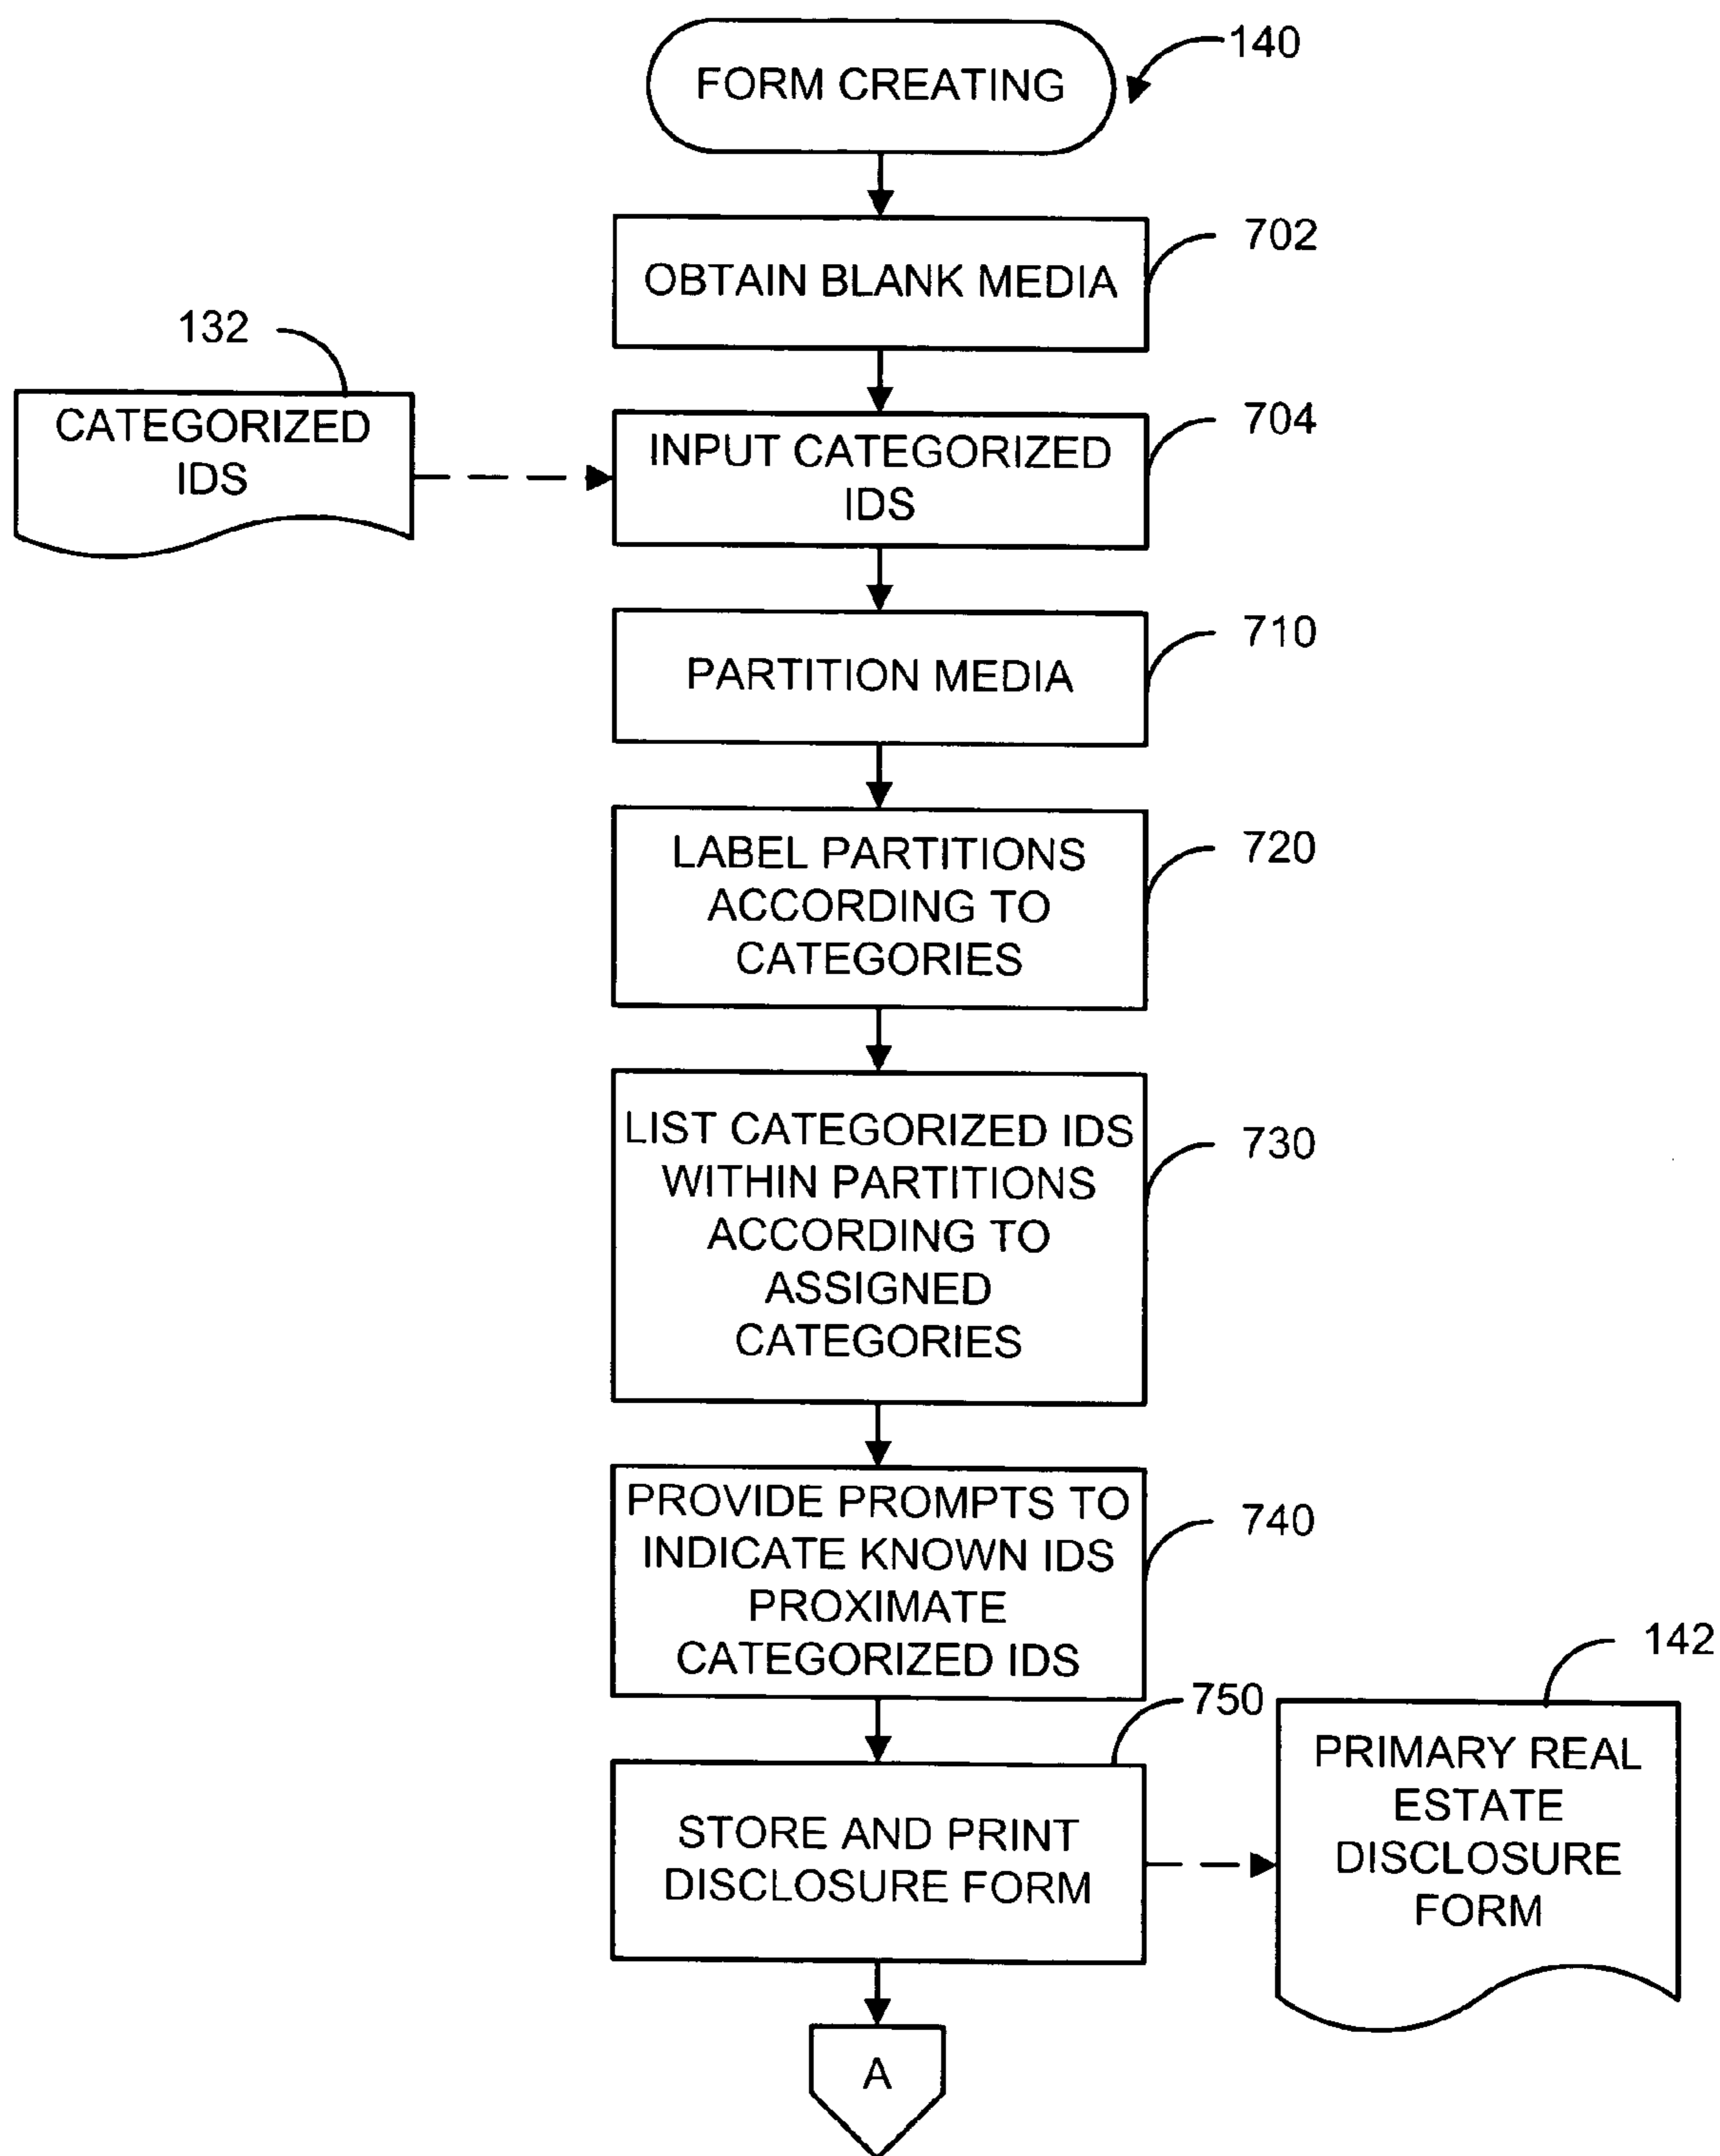 FORM CREATING
140
OBTAIN BLANK MEDIA
702
132
CATEGORIZED
IDS
INPUT CATEGORIZED
IDS
704
PARTITION MEDIA
710
LABEL PARTITIONS
ACCORDING TO
CATEGORIES
720
LIST CATEGORIZED IDS
WITHIN PARTITIONS
ACCORDING TO
ASSIGNED
CATEGORIES
730
PROVIDE PROMPTS TO
INDICATE KNOWN IDS
PROXIMATE
CATEGORIZED IDS
740
750
STORE AND PRINT
DISCLOSURE FORM
142
PRIMARY REAL
ESTATE
DISCLOSURE
FORM
A